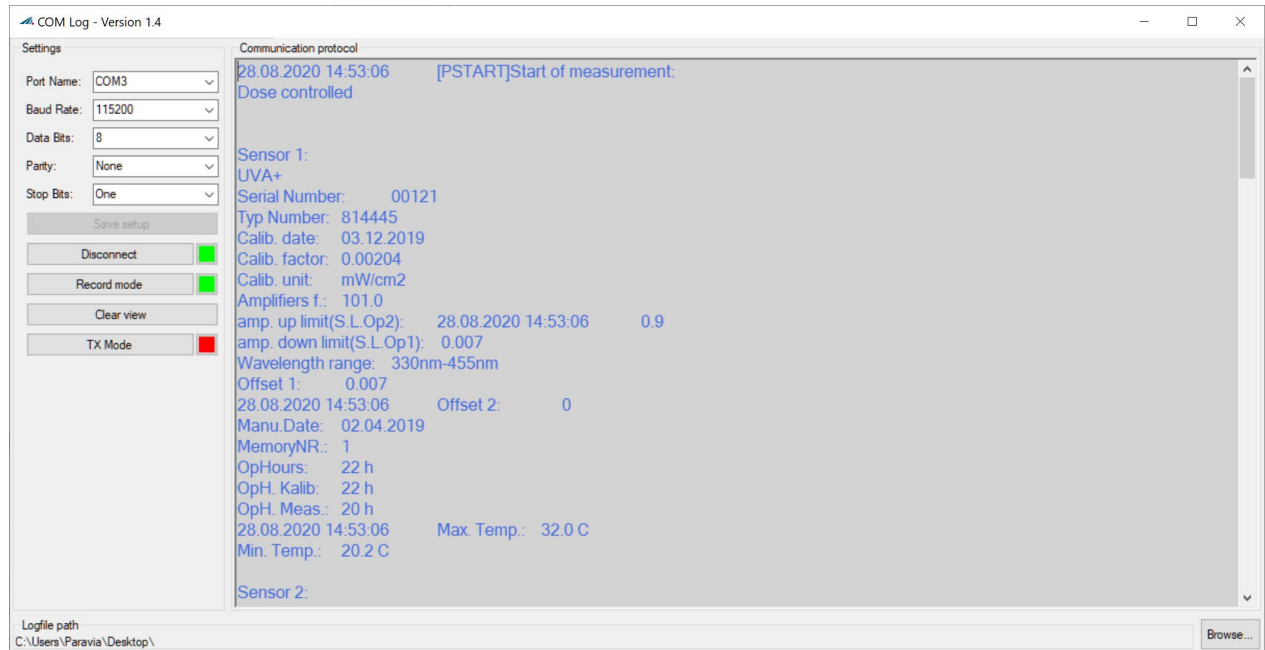 COM Log - Version 1.4
Settings
Port Name: COM3
Baud Rate: 115200
Data Bits: 8
Parity: None
Stop Bits: One
Save setup
Disconnect
Record mode
Clear view
TX Mode
Communication protocol
28.08.2020 14:53:06 [PSTART]Start of measurement:
Dose controlled
Sensor 1:
UVA+
Serial Number: 00121
Typ Number: 814445
Calib. date: 03.12.2019
Calib. factor: 0.00204
Calib. unit: mW/cm2
Amplifiers f.: 101.0
amp. up limit(S.L.Op2): 28.08.2020 14:53:06 0.9
amp. down limit(S.L.Op1): 0.007
Wavelength range: 330nm-455nm
Offset 1: 0.007
28.08.2020 14:53:06 Offset 2: 0
Manu.Date: 02.04.2019
MemoryNR.: 1
OpHours: 22 h
OpH. Kalib: 22 h
OpH. Meas.: 20 h
28.08.2020 14:53:06 Max. Temp.: 32.0 C
Min. Temp.: 20.2 C
Sensor 2:
Logfile path
C:\Users\Paravia\Desktop\
Browse...